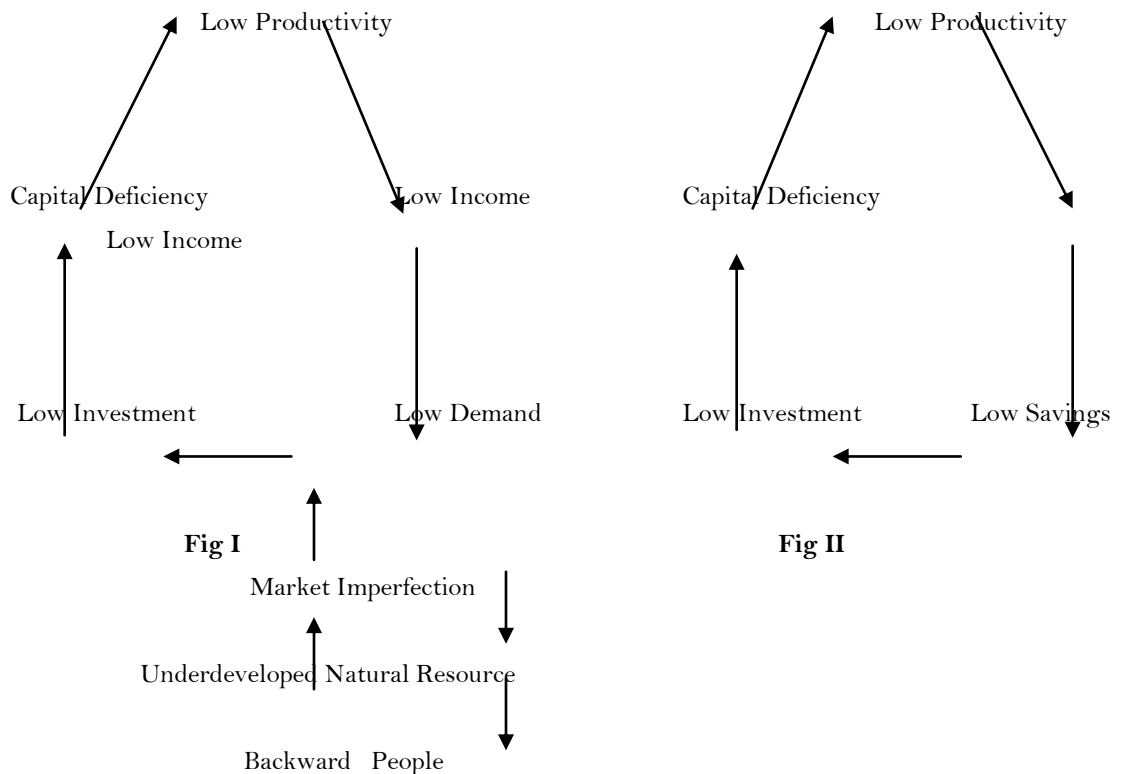 Low Productivity
Low Productivity
Capital Deficiency
Low Income
Capital Deficiency
Low Income
Low Investment
Low Demand
Low Investment
Low Savings
Fig I
Fig II
Market Imperfection
Underdeveloped Natural Resource
Backward People